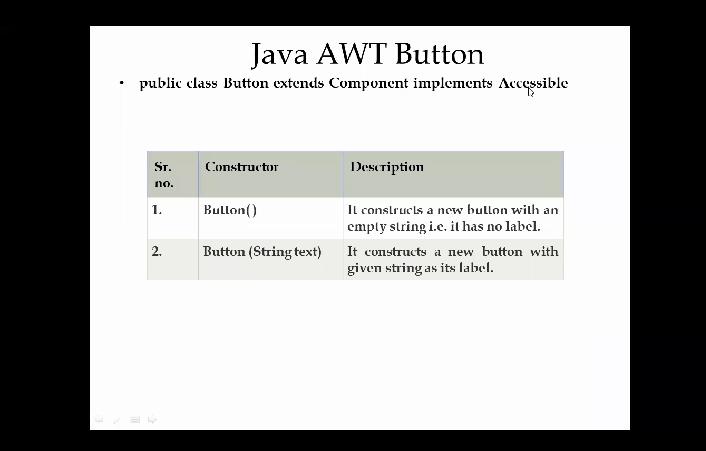 Java AWT Button
• public class Button extends Component implements Accessible
Sr. no. Constructor Description
1. Button() It constructs a new button with an
empty string i.e. it has no label.
2. Button (String text) It constructs a new button with
given string as its label.